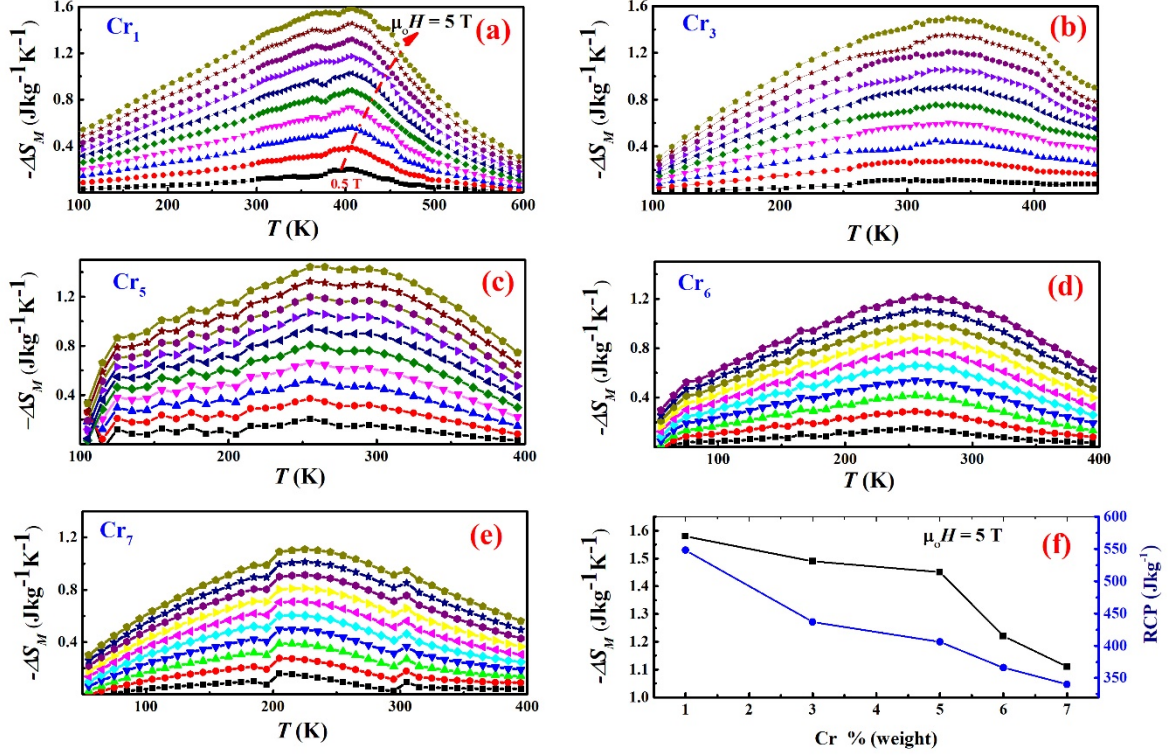 Cr1
μoH = 5 T
(a)
0.5 T
-ΔSM (Jkg-1K-1)
1.6
1.2
0.8
0.4
100 200 300 400 500 600
T (K)
Cr3
(b)
-ΔSM (Jkg-1K-1)
1.6
1.2
0.8
0.4
100 200 300 400
T (K)
Cr5
(c)
-ΔSM (Jkg-1K-1)
1.2
0.8
0.4
100 200 300 400
T (K)
Cr6
(d)
-ΔSM (Jkg-1K-1)
1.2
0.8
0.4
100 200 300 400
T (K)
Cr7
(e)
-ΔSM (Jkg-1K-1)
1.2
0.8
0.4
100 200 300 400
T (K)
μoH = 5 T
(f)
-ΔSM (Jkg-1K-1)
1.6
1.5
1.4
1.3
1.2
1.1
1.0
600
550
500
450
400
350
300
RCP (Jkg-1)
1 2 3 4 5 6 7
Cr % (weight)